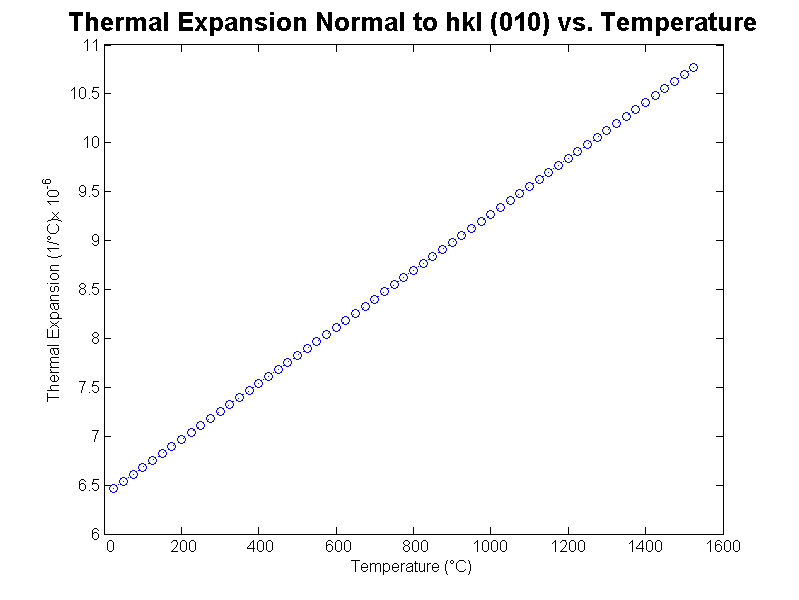 Thermal Expansion Normal to hkl (010) vs. Temperature
11
10.5
10
9.5
9
8.5
8
7.5
7
6.5
6
Thermal Expansion (1/°C)x 10^-6
0 200 400 600 800 1000 1200 1400 1600
Temperature (°C)